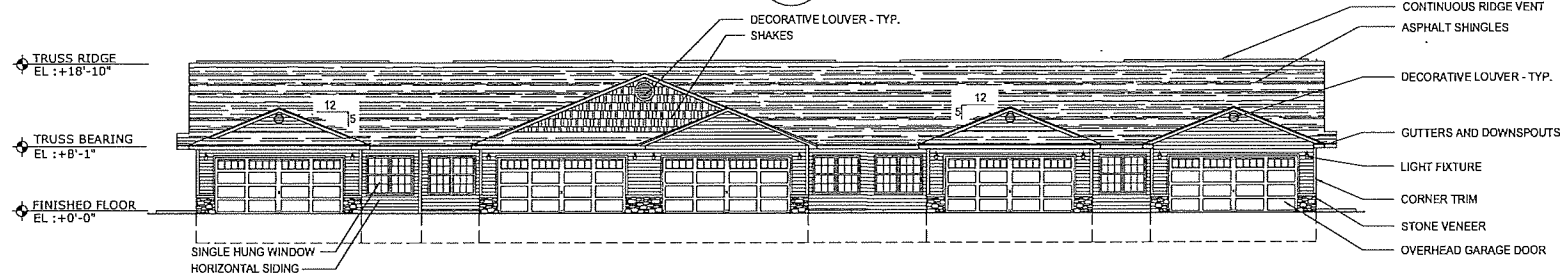 CONTINUOUS RIDGE VENT
DECORATIVE LOUVER - TYP.
ASPHALT SHINGLES
SHAKES
TRUSS RIDGE
EL :+18'-10"
DECORATIVE LOUVER - TYP.
12
5
12
5
TRUSS BEARING
EL :+8'-1"
GUTTERS AND DOWNSPOUTS
LIGHT FIXTURE
CORNER TRIM
FINISHED FLOOR
EL :+0'-0"
STONE VENEER
OVERHEAD GARAGE DOOR
SINGLE HUNG WINDOW
HORIZONTAL SIDING